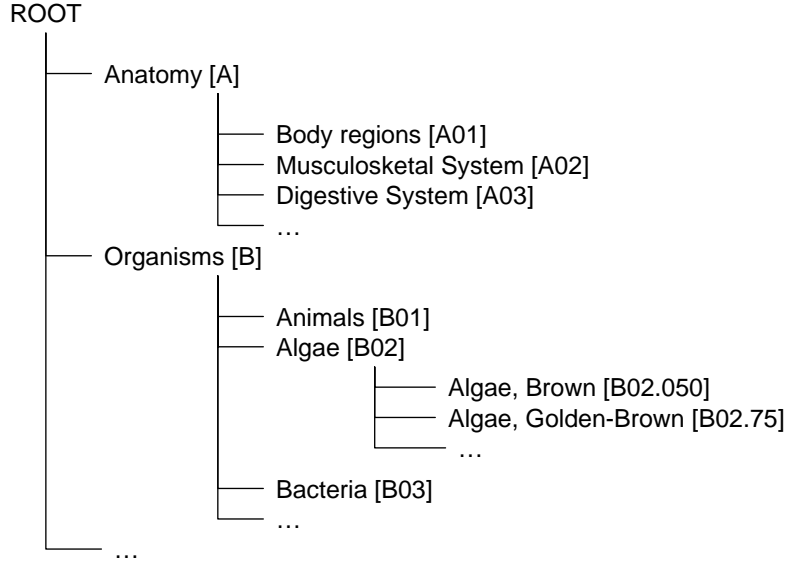 ROOT
Anatomy [A]
Body regions [A01]
Musculosketal System [A02]
Digestive System [A03]
…
Organisms [B]
Animals [B01]
Algae [B02]
Algae, Brown [B02.050]
Algae, Golden-Brown [B02.75]
…
Bacteria [B03]
…
…